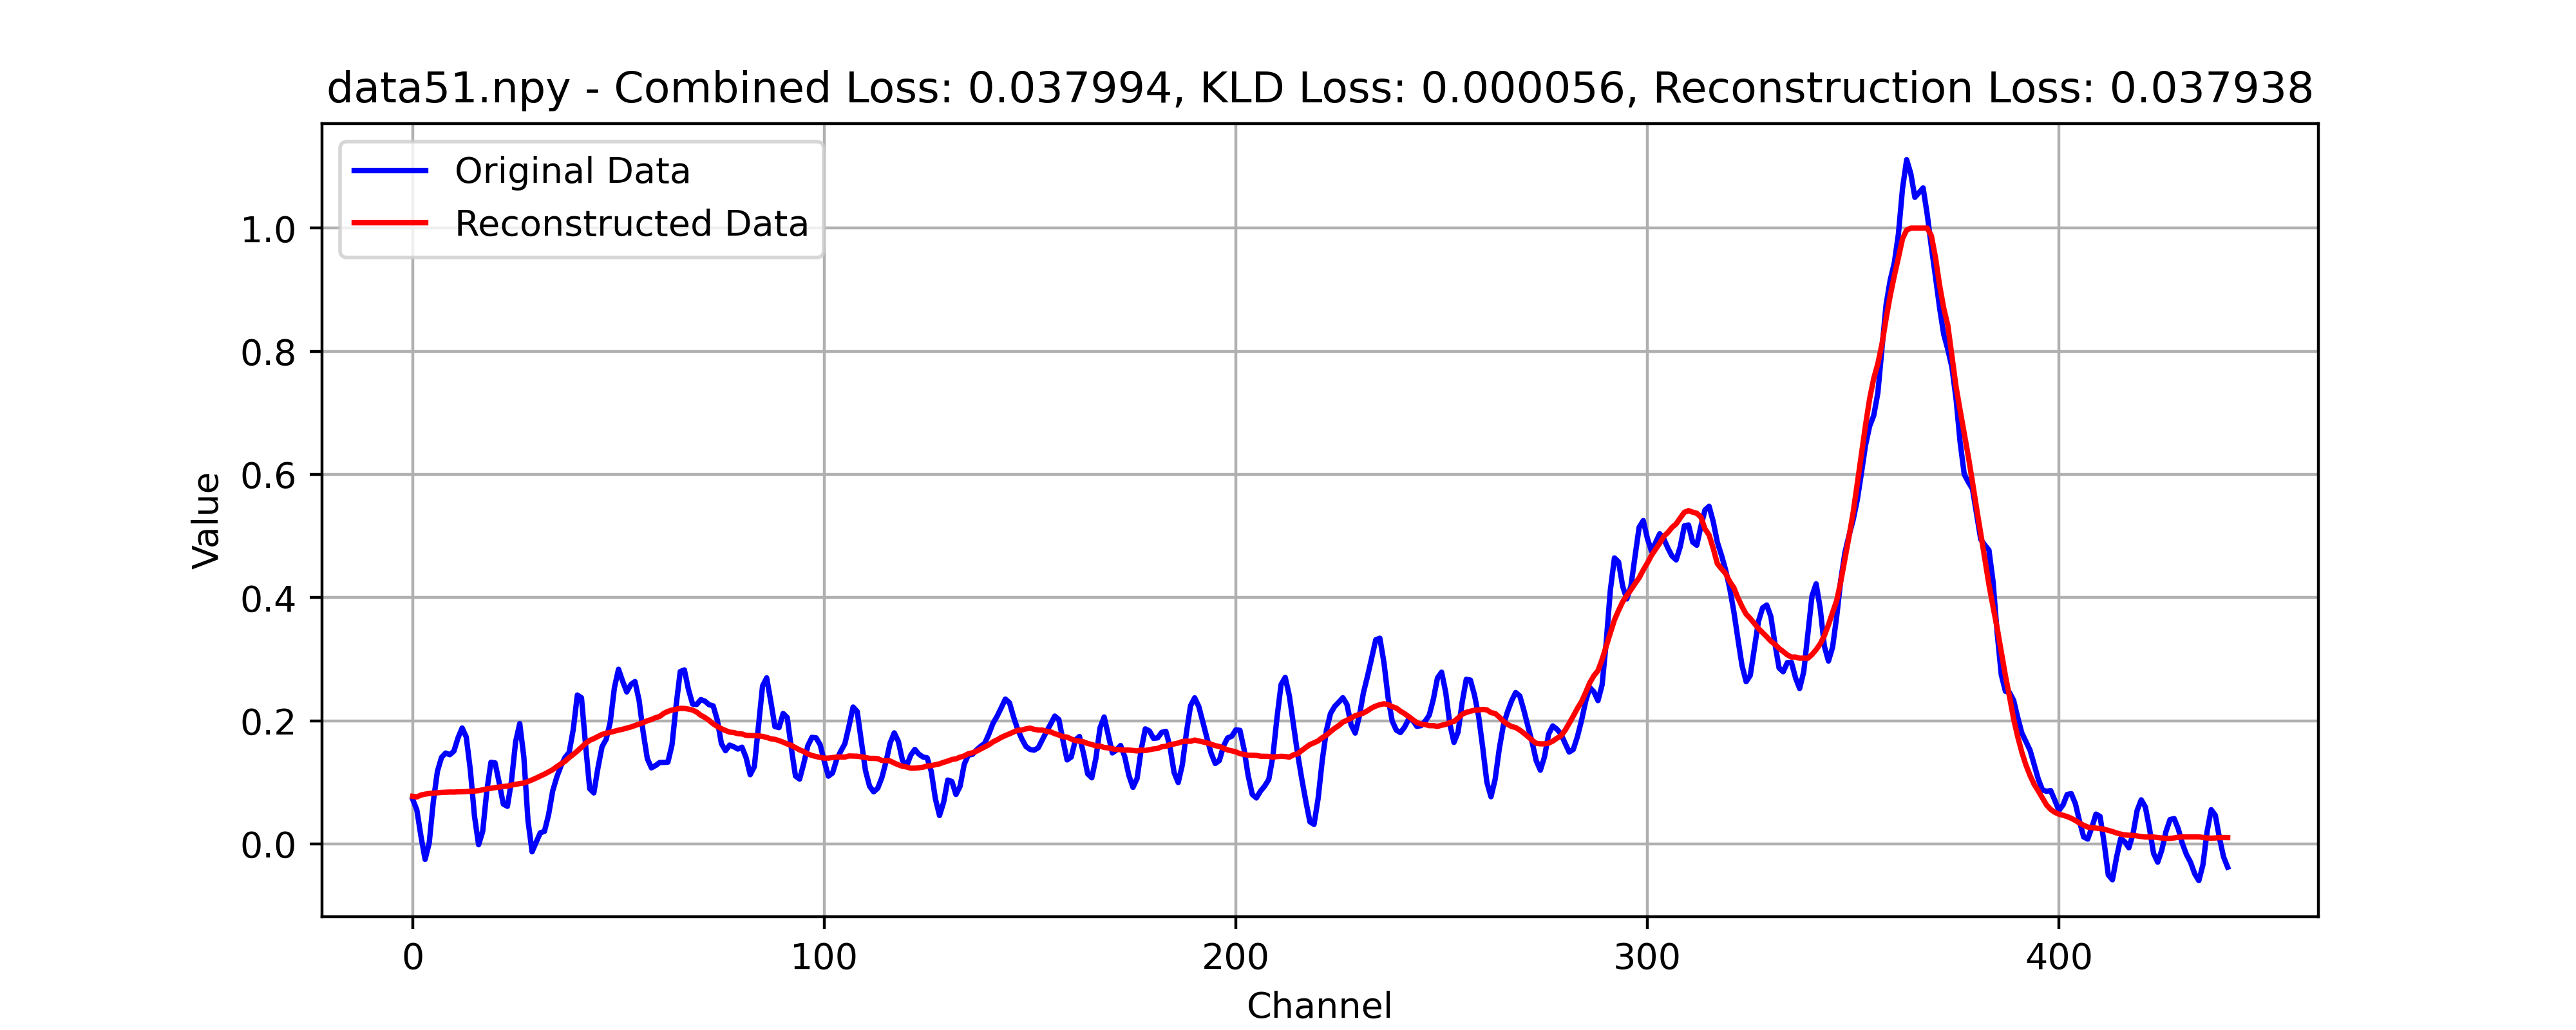 data51.npy - Combined Loss: 0.037994, KLD Loss: 0.000056, Reconstruction Loss: 0.037938
Original Data
Reconstructed Data
1.0
0.8
0.6
0.4
0.2
0.0
Value
0 100 200 300 400
Channel